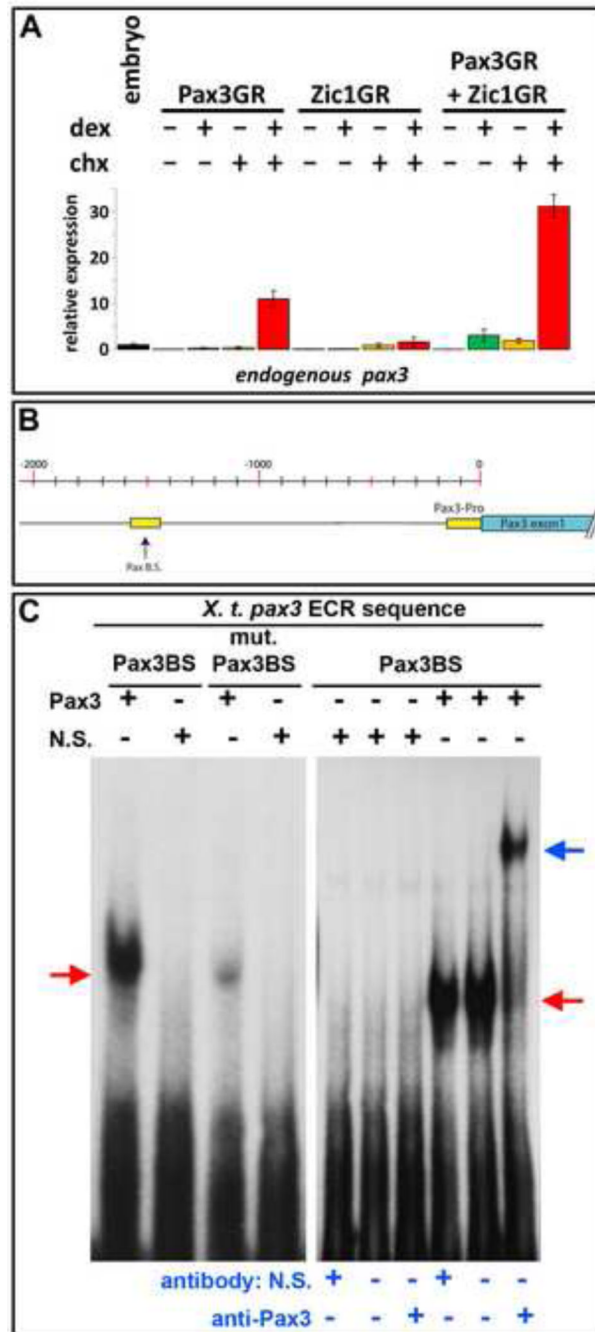 A
embryo
Pax3GR Zic1GR Pax3GR + Zic1GR
dex - + - + - + - + - + - +
chx - - + + - - + + - - + +
relative expression
30
20
10
0
endogenous pax3
B
-2000 -1000 0
Pax3-Pro
Pax3 exon1
Pax B.S.
C
X. t. pax3 ECR sequence
mut.
Pax3BS Pax3BS Pax3BS
Pax3 + - + - - - - + + +
N.S. - + - + + + + - - -
antibody: N.S. + - - + - -
anti-Pax3 - - + - - +